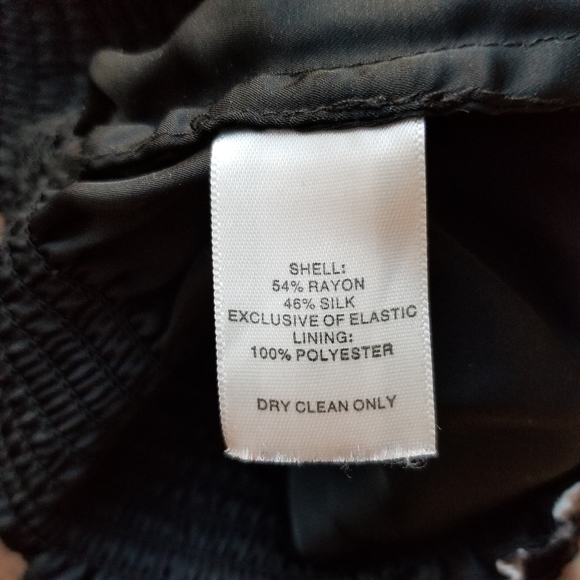 SHELL:
54% RAYON
46% SILK
EXCLUSIVE OF ELASTIC
LINING:
100% POLYESTER
DRY CLEAN ONLY